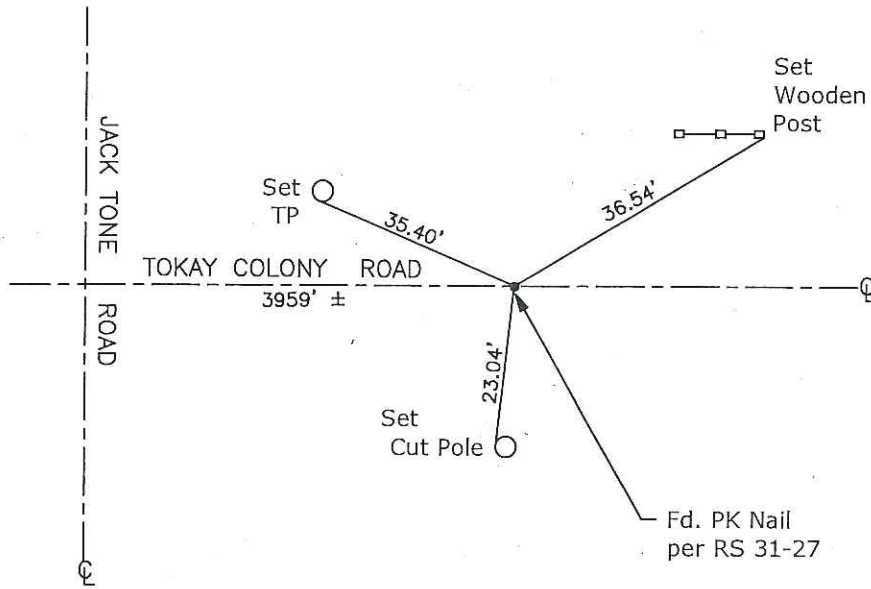 Set
Wooden
Post
JACK TONE
ROAD
Set
TP
35.40'
36.54'
TOKAY COLONY ROAD
3959' ±
℄
23.04'
Set
Cut Pole
Fd. PK Nail
per RS 31-27
℄